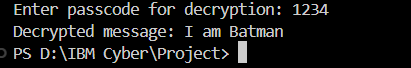 Enter passcode for decryption: 1234
Decrypted message: I am Batman
PS D:\IBM Cyber\Project>